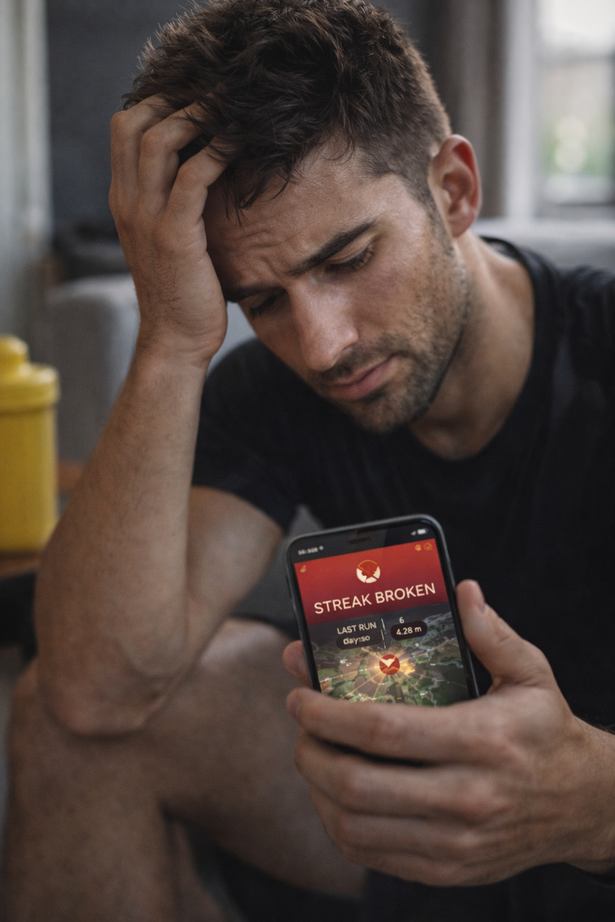 STREAK BROKEN
LAST RUN
6
4.28 m